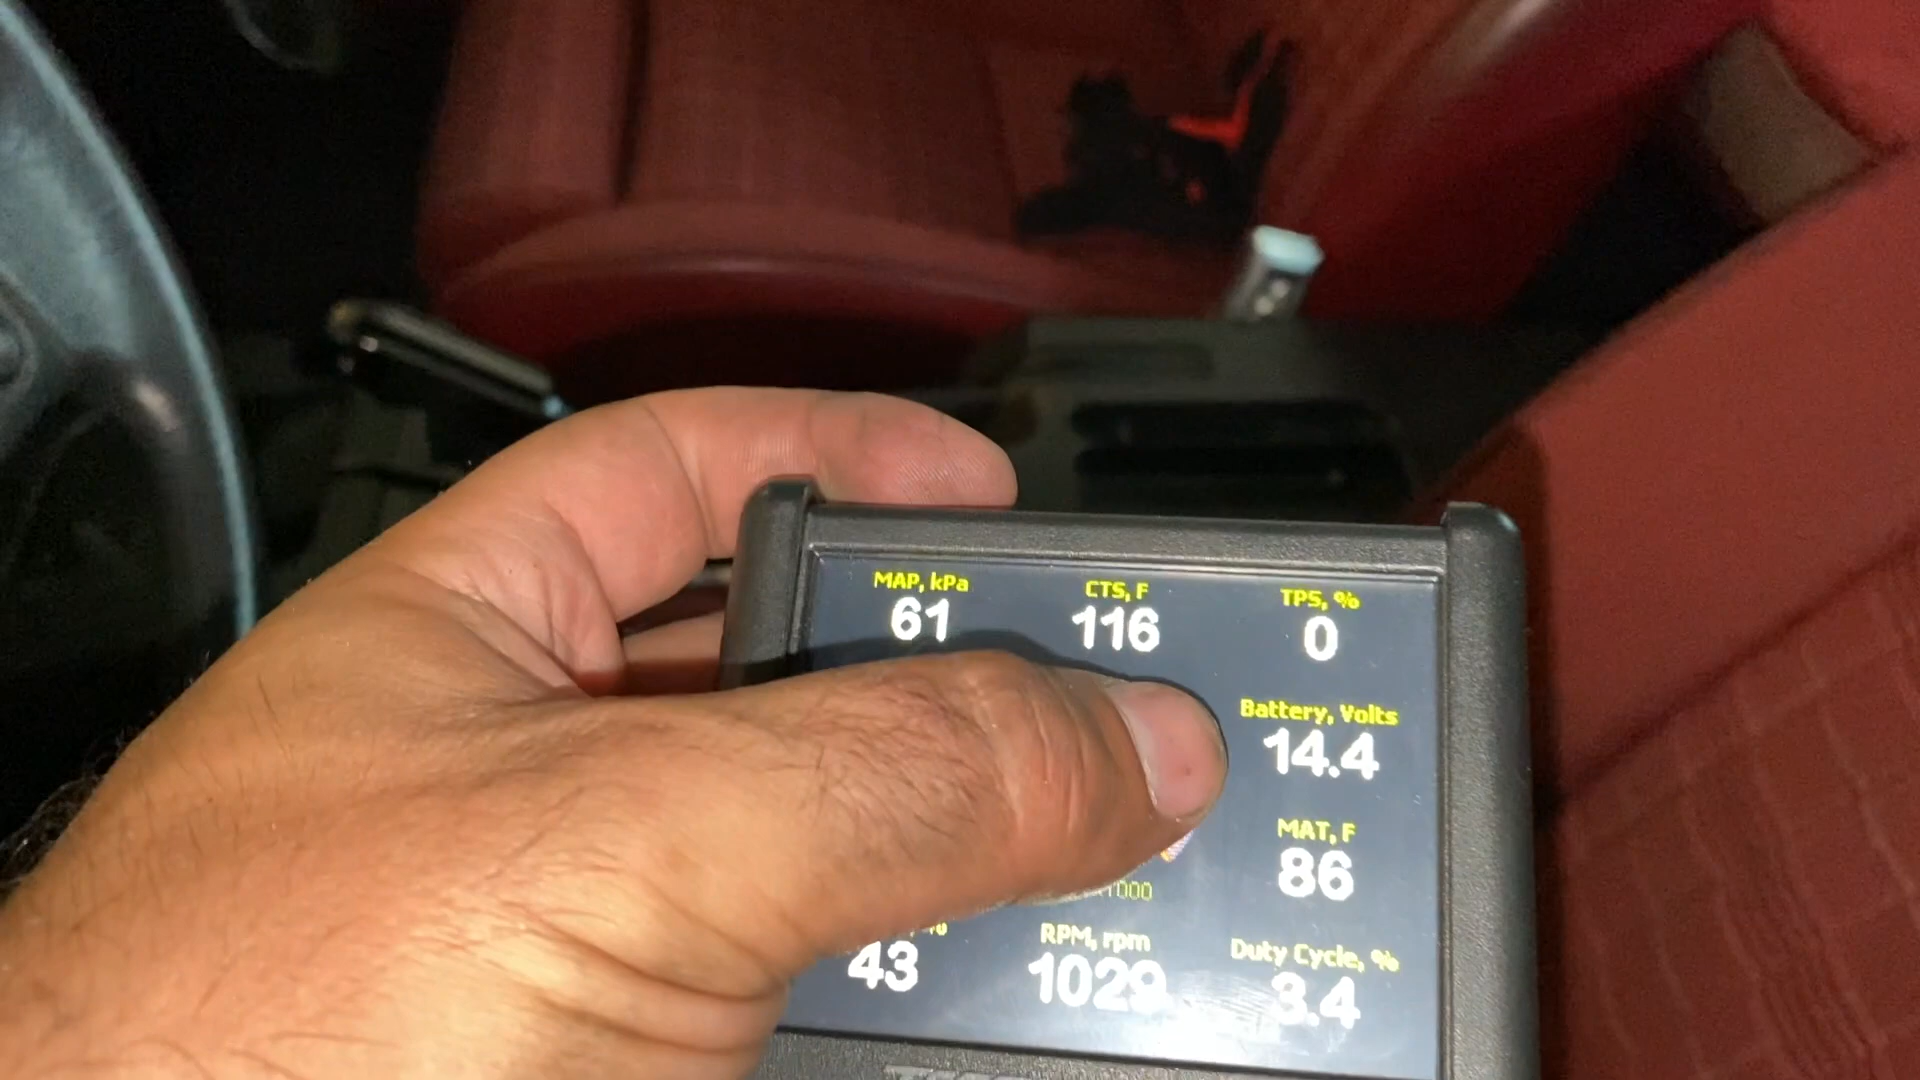 MAP, kPa CTS, F TPS, %
61 116 0
Battery, Volts
14.4
MAT, F
86
RPM, rpm Duty Cycle, %
43 1029 3.4